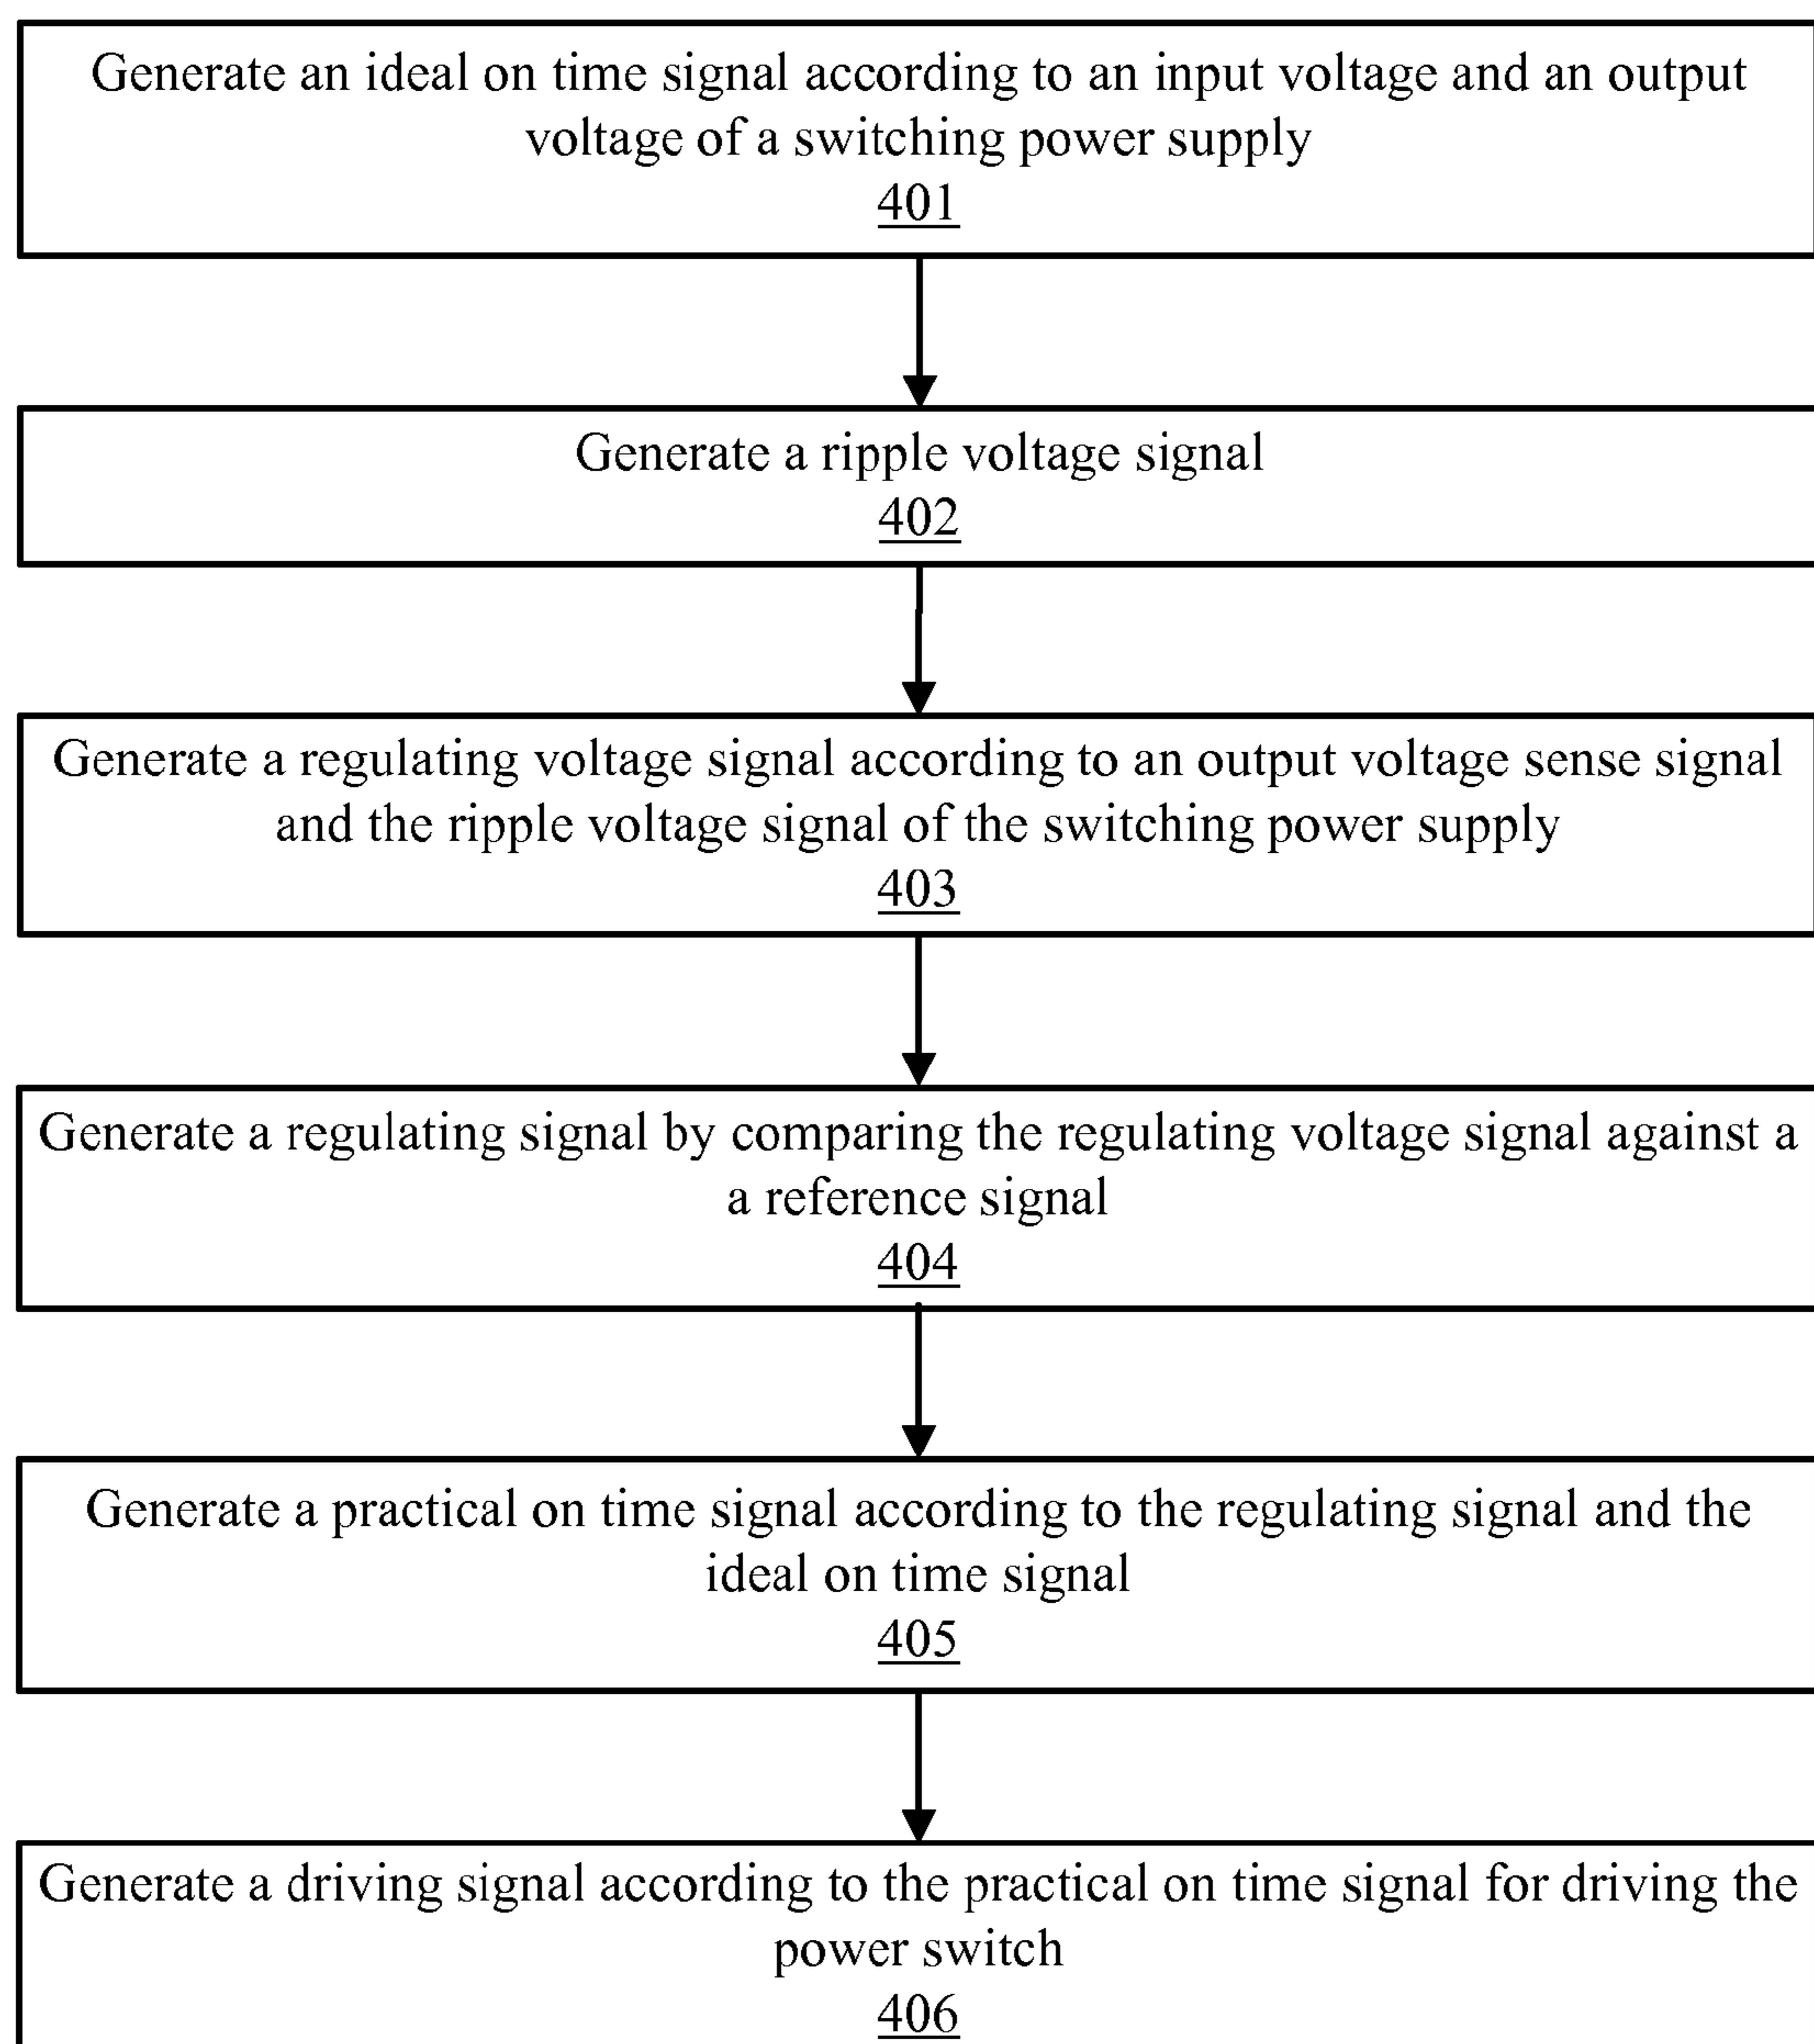 Generate an ideal on time signal according to an input voltage and an output
voltage of a switching power supply
401
Generate a ripple voltage signal
402
Generate a regulating voltage signal according to an output voltage sense signal
and the ripple voltage signal of the switching power supply
403
Generate a regulating signal by comparing the regulating voltage signal against a
a reference signal
404
Generate a practical on time signal according to the regulating signal and the
ideal on time signal
405
Generate a driving signal according to the practical on time signal for driving the
power switch
406